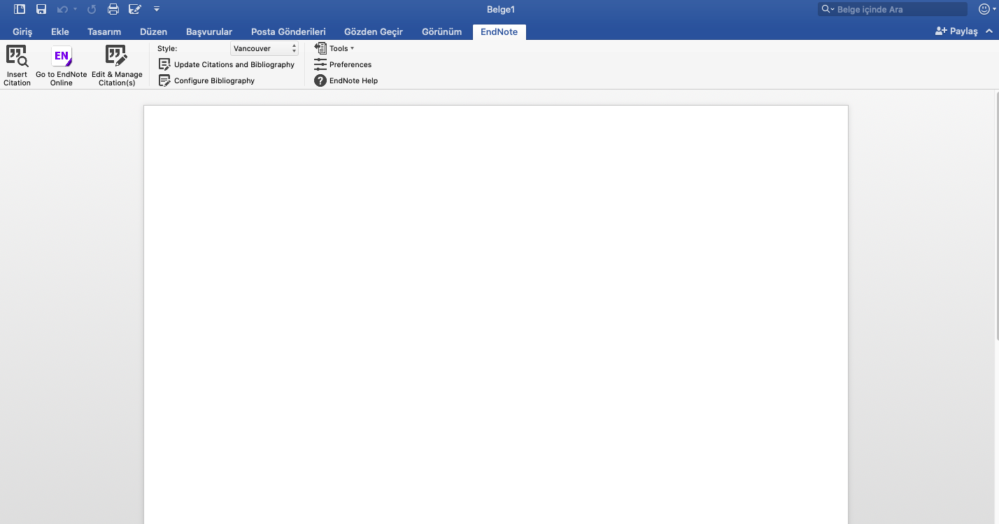 Belge1
Belge içinde Ara
Giriş Ekle Tasarım Düzen Başvurular Posta Gönderileri Gözden Geçir Görünüm EndNote Paylaş
EN
Insert
Citation
Go to EndNote
Online
Edit & Manage
Citation(s)
Style: Vancouver
Update Citations and Bibliography
Configure Bibliography
Tools
Preferences
EndNote Help